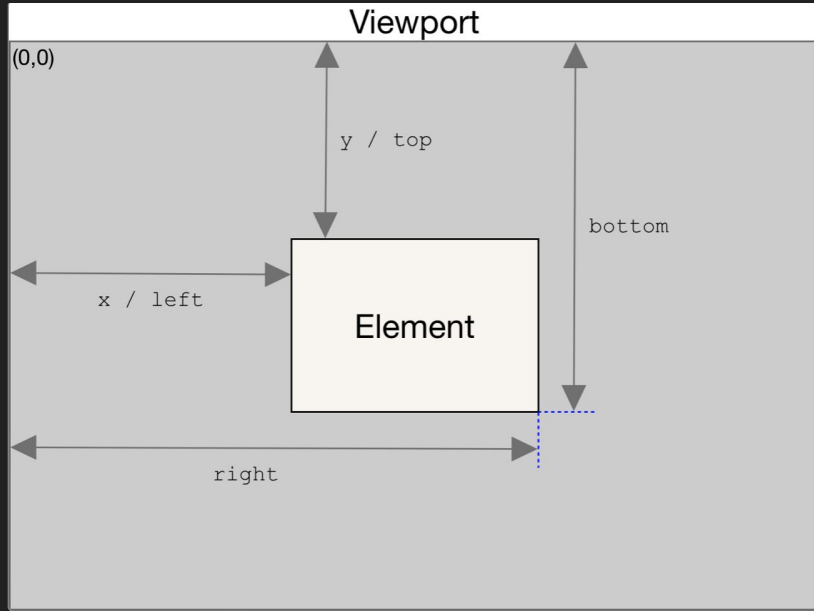 Viewport
(0,0)
y / top
bottom
x / left
Element
right